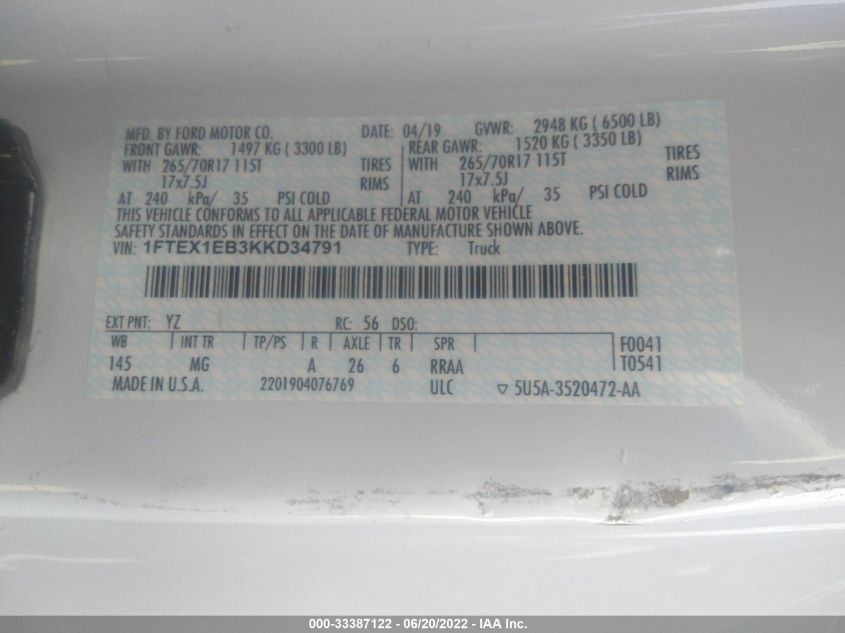 MFD. BY FORD MOTOR CO. DATE: 04/19 GVWR: 2948 KG ( 6500 LB)
FRONT GAWR: 1497 KG ( 3300 LB) REAR GAWR: 1520 KG ( 3350 LB)
WITH 265/70R17 115T TIRES WITH 265/70R17 115T TIRES
17x7.5J RIMS 17x7.5J RIMS
AT 240 kPa/ 35 PSI COLD AT 240 kPa/ 35 PSI COLD
THIS VEHICLE CONFORMS TO ALL APPLICABLE FEDERAL MOTOR VEHICLE
SAFETY STANDARDS IN EFFECT ON THE DATE OF MANUFACTURE SHOWN ABOVE.
VIN: 1FTEX1EB3KKD34791 TYPE: Truck
EXT PNT: YZ RC: 56 DSO:
WB INT TR TP/PS R AXLE TR SPR F0041
145 MG A 26 6 RRAA T0541
MADE IN U.S.A. 2201904076769 ULC ▽ 5U5A-3520472-AA
000-33387122 - 06/20/2022 - IAA Inc.